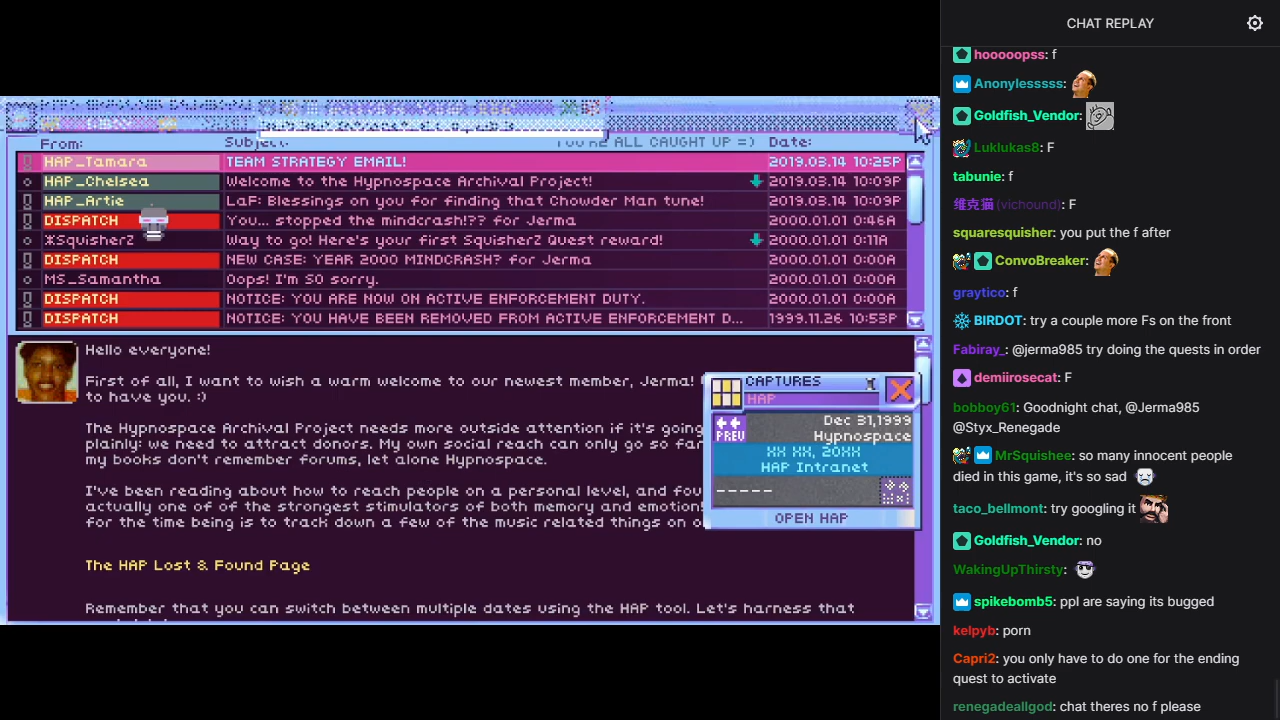 From: Subject: YOU'RE ALL CAUGHT UP =) Date:
HAP_Tamara TEAM STRATEGY EMAIL! 2019.03.14 10:25P
HAP_Chelsea Welcome to the Hypnospace Archival Project! 2019.03.14 10:09P
HAP_Artie LaF: Blessings on you for finding that Chowder Man tune! 2019.03.14 10:09P
DISPATCH You... stopped the mindcrash!?? for Jerma 2000.01.01 0:46A
SquisherZ Way to go! Here's your first SquisherZ Quest reward! 2000.01.01 0:11A
DISPATCH NEW CASE: YEAR 2000 MINDCRASH? for Jerma 2000.01.01 0:00A
MS_Samantha Oops! I'm SO sorry. 2000.01.01 0:00A
DISPATCH NOTICE: YOU ARE NOW ON ACTIVE ENFORCEMENT DUTY. 2000.01.01 0:00A
DISPATCH NOTICE: YOU HAVE BEEN REMOVED FROM ACTIVE ENFORCEMENT D... 1999.11.26 10:53P
Hello everyone!
First of all, I want to wish a warm welcome to our newest member, Jerma!
to have you. :)
The Hypnospace Archival Project needs more outside attention if it's going
plainly: we need to attract donors. My own social reach can only go so far
my books don't remember forums, let alone Hypnospace.
I've been reading about how to reach people on a personal level, and fou
actually one of of the strongest stimulators of both memory and emotion
for the time being is to track down a few of the music related things on o
The HAP Lost & Found Page
Remember that you can switch between multiple dates using the HAP tool. Let's harness that
CAPTURES
HAP
Dec 31,1999
Hypnospace
PREV
XX XX, 20XX
HAP Intranet
-----
OPEN HAP
CHAT REPLAY
hooooopss: f
Anonylesssss:
Goldfish_Vendor:
Luklukas8: F
tabunie: f
维克猫(vichound): F
squaresquisher: you put the f after
ConvoBreaker:
graytico: f
BIRDOT: try a couple more Fs on the front
Fabiray_: @jerma985 try doing the quests in order
demiirosecat: F
bobboy61: Goodnight chat, @Jerma985
@Styx_Renegade
MrSquishee: so many innocent people
died in this game, it's so sad
taco_bellmont: try googling it
Goldfish_Vendor: no
WakingUpThirsty:
spikebomb5: ppl are saying its bugged
kelpyb: porn
Capri2: you only have to do one for the ending
quest to activate
renegadeallgod: chat theres no f please